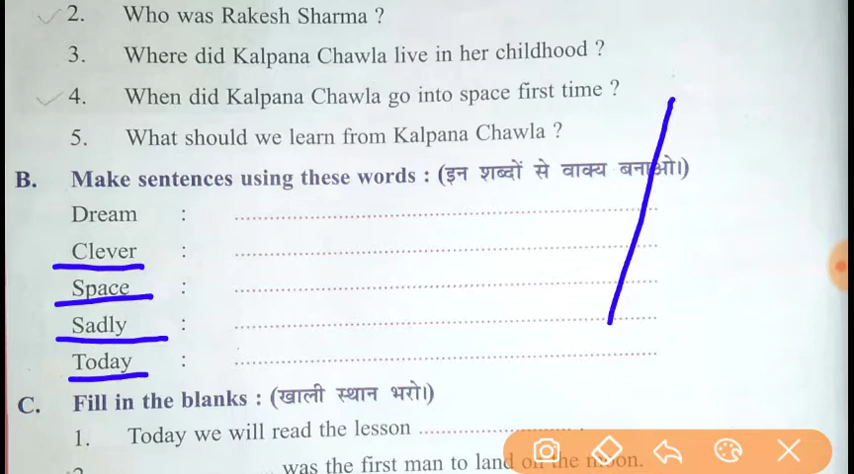 2. Who was Rakesh Sharma ?
3. Where did Kalpana Chawla live in her childhood ?
4. When did Kalpana Chawla go into space first time ?
5. What should we learn from Kalpana Chawla ?
B. Make sentences using these words : (इन शब्दों से वाक्य बनाओ।)
Dream : ........................................
Clever : ........................................
Space : ........................................
Sadly : ........................................
Today : ........................................
C. Fill in the blanks : (खाली स्थान भरो।)
1. Today we will read the lesson ........................ .
was the first man to land on the moon.